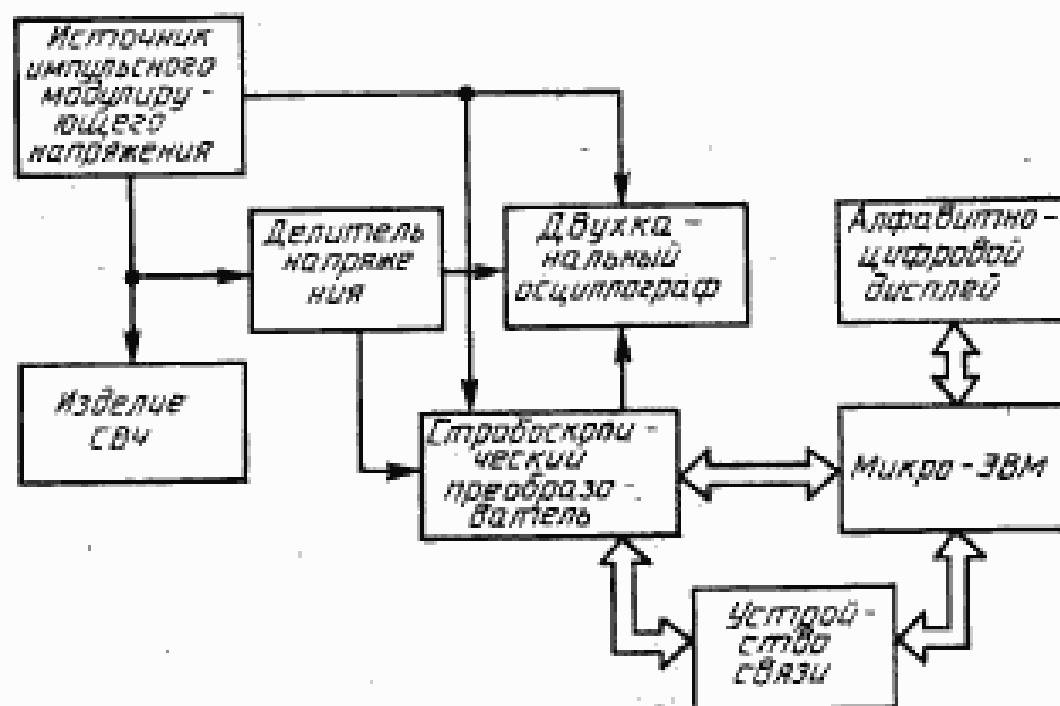 Источник
импульского
модулиру-
ющего
напряжения
Делитель
напряже
ния
Двухка-
нальный
осциллограф
Алфавитно-
цифровой
дисплей
Изделие
СВЧ
Стробоскопи-
ческий
преобразо-
ватель
Микро-ЭВМ
Устрой-
ство
связи